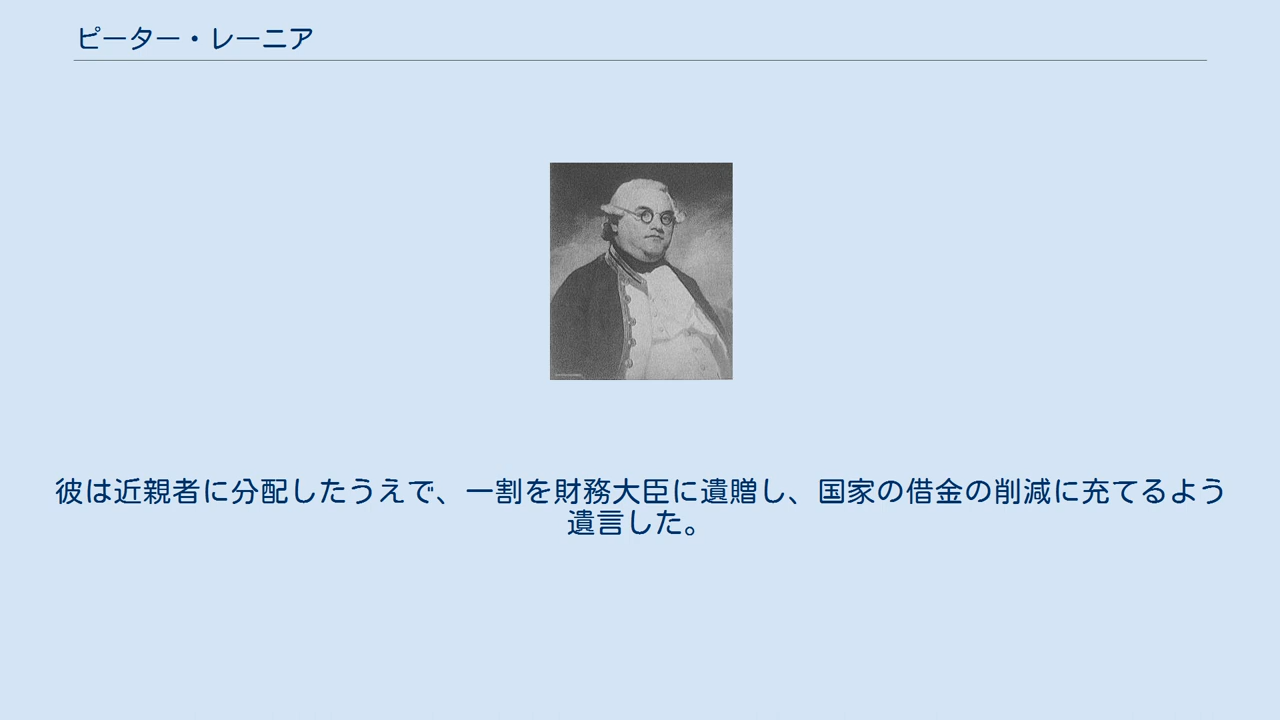 ピーター・レーニア
彼は近親者に分配したうえで、一割を財務大臣に遺贈し、国家の借金の削減に充てるよう
遺言した。